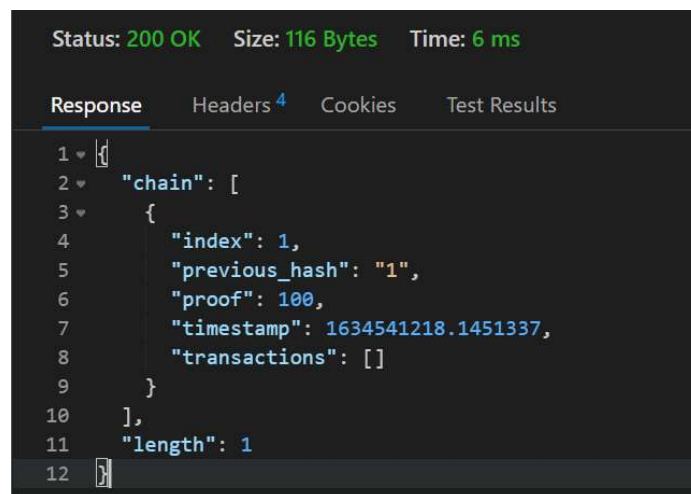 Status: 200 OK Size: 116 Bytes Time: 6 ms
Response Headers 4 Cookies Test Results
1 {
2 "chain": [
3 {
4 "index": 1,
5 "previous_hash": "1",
6 "proof": 100,
7 "timestamp": 1634541218.1451337,
8 "transactions": []
9 }
10 ],
11 "length": 1
12 }